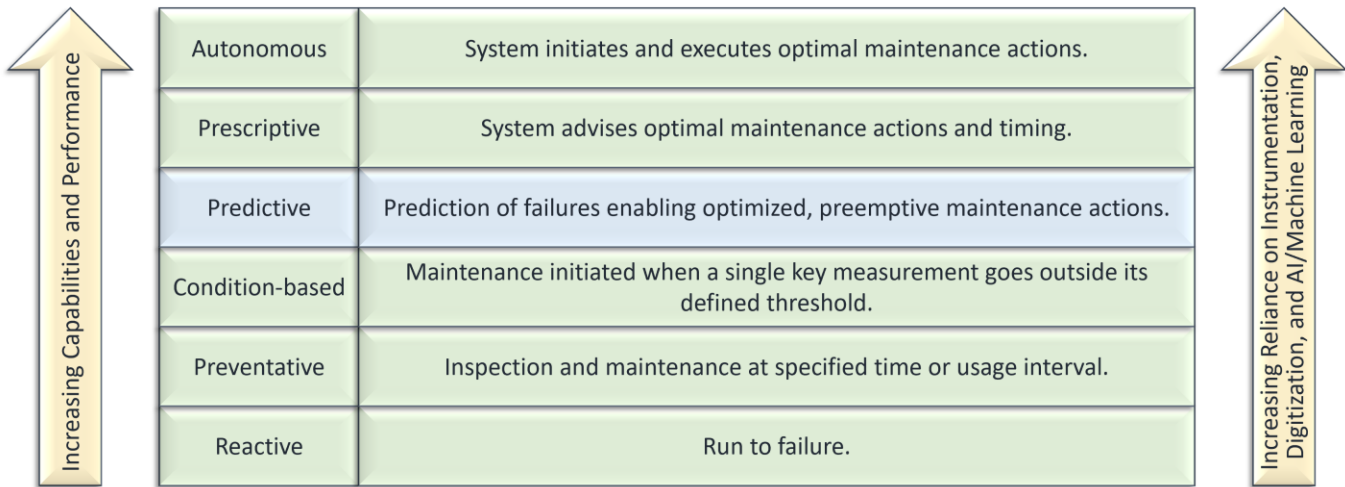 Increasing Capabilities and Performance
Autonomous
System initiates and executes optimal maintenance actions.
Prescriptive
System advises optimal maintenance actions and timing.
Predictive
Prediction of failures enabling optimized, preemptive maintenance actions.
Condition-based
Maintenance initiated when a single key measurement goes outside its
defined threshold.
Preventative
Inspection and maintenance at specified time or usage interval.
Reactive
Run to failure.
Increasing Reliance on Instrumentation,
Digitization, and AI/Machine Learning